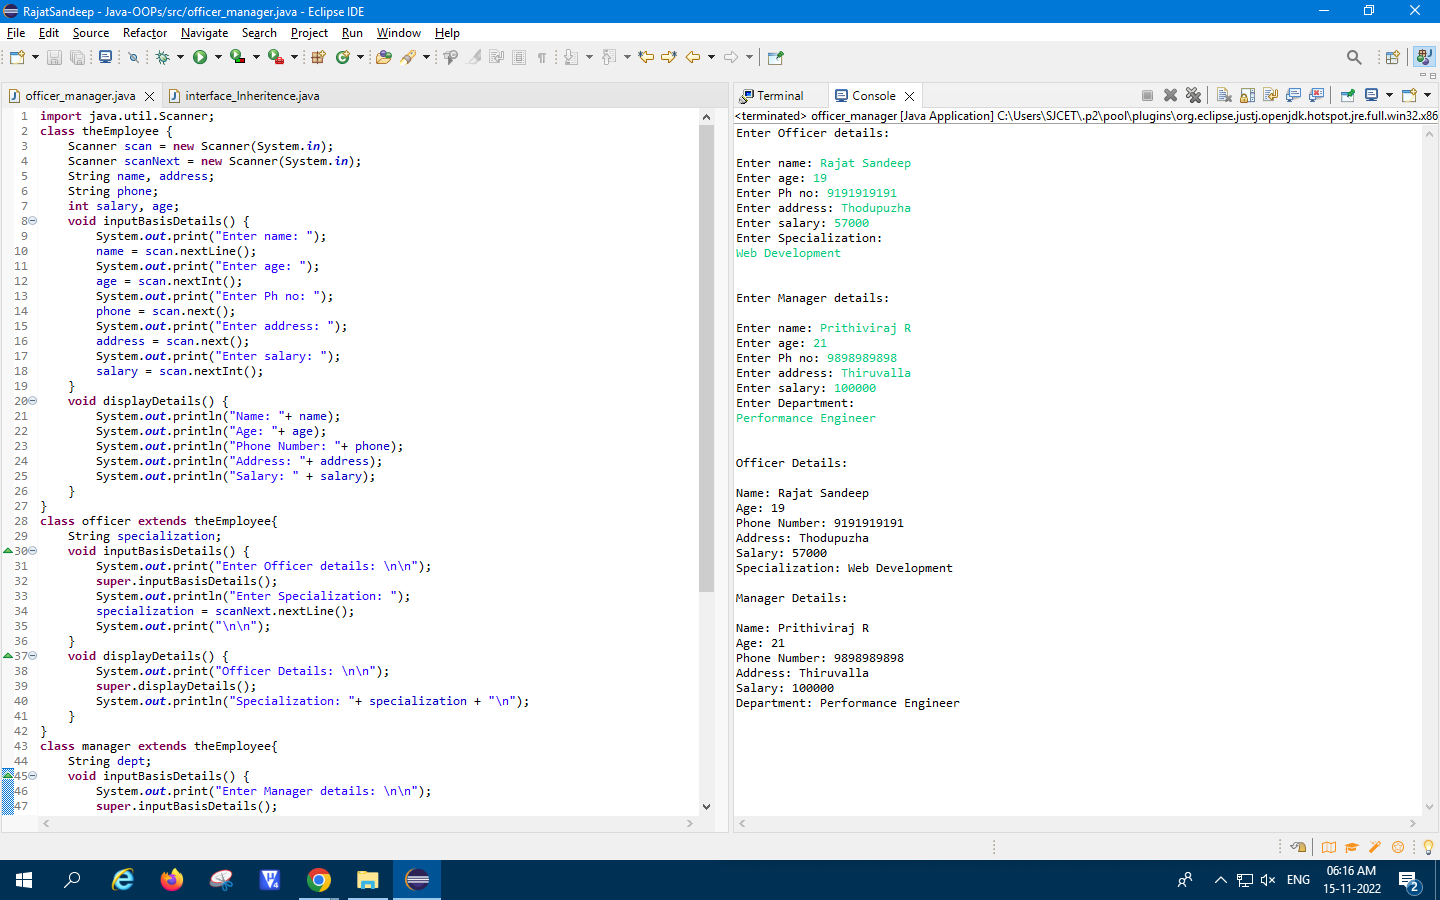 RajatSandeep - Java-OOPs/src/officer_manager.java - Eclipse IDE
File Edit Source Refactor Navigate Search Project Run Window Help
officer_manager.java
interface_Inheritence.java
1 import java.util.Scanner;
2 class theEmployee {
3     Scanner scan = new Scanner(System.in);
4     Scanner scanNext = new Scanner(System.in);
5     String name, address;
6     String phone;
7     int salary, age;
8     void inputBasisDetails() {
9         System.out.print("Enter name: ");
10         name = scan.nextLine();
11         System.out.print("Enter age: ");
12         age = scan.nextInt();
13         System.out.print("Enter Ph no: ");
14         phone = scan.next();
15         System.out.print("Enter address: ");
16         address = scan.next();
17         System.out.print("Enter salary: ");
18         salary = scan.nextInt();
19     }
20     void displayDetails() {
21         System.out.println("Name: "+ name);
22         System.out.println("Age: "+ age);
23         System.out.println("Phone Number: "+ phone);
24         System.out.println("Address: "+ address);
25         System.out.println("Salary: " + salary);
26     }
27 }
28 class officer extends theEmployee{
29     String specialization;
30     void inputBasisDetails() {
31         System.out.print("Enter Officer details: \n\n");
32         super.inputBasisDetails();
33         System.out.println("Enter Specialization: ");
34         specialization = scanNext.nextLine();
35         System.out.print("\n\n");
36     }
37     void displayDetails() {
38         System.out.print("Officer Details: \n\n");
39         super.displayDetails();
40         System.out.println("Specialization: "+ specialization + "\n");
41     }
42 }
43 class manager extends theEmployee{
44     String dept;
45     void inputBasisDetails() {
46         System.out.print("Enter Manager details: \n\n");
47         super.inputBasisDetails();
Terminal
Console
<terminated> officer_manager [Java Application] C:\Users\SJCET\.p2\pool\plugins\org.eclipse.justj.openjdk.hotspot.jre.full.win32.x86
Enter Officer details:
Enter name: Rajat Sandeep
Enter age: 19
Enter Ph no: 9191919191
Enter address: Thodupuzha
Enter salary: 57000
Enter Specialization:
Web Development
Enter Manager details:
Enter name: Prithiviraj R
Enter age: 21
Enter Ph no: 9898989898
Enter address: Thiruvalla
Enter salary: 100000
Enter Department:
Performance Engineer
Officer Details:
Name: Rajat Sandeep
Age: 19
Phone Number: 9191919191
Address: Thodupuzha
Salary: 57000
Specialization: Web Development
Manager Details:
Name: Prithiviraj R
Age: 21
Phone Number: 9898989898
Address: Thiruvalla
Salary: 100000
Department: Performance Engineer
ENG
06:16 AM
15-11-2022
2